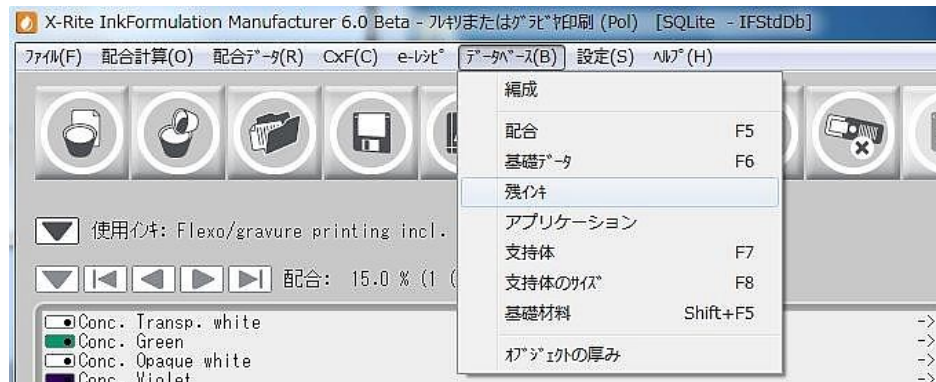 X-Rite InkFormulation Manufacturer 6.0 Beta - フレキソまたはグラビヤ印刷 (Pol) [SQLite - IFStdDb]
ファイル(F) 配合計算(O) 配合データ(R) CxF(C) e-レシピ データベース(B) 設定(S) ヘルプ(H)
編成
配合 F5
基礎データ F6
残インキ
アプリケーション
支持体 F7
支持体のサイズ F8
基礎材料 Shift+F5
オブジェクトの厚み
使用インキ: Flexo/gravure printing incl.
配合: 15.0 % (1 (
Conc. Transp. white ->
Conc. Green ->
Conc. Opaque white ->
Conc. Violet ->